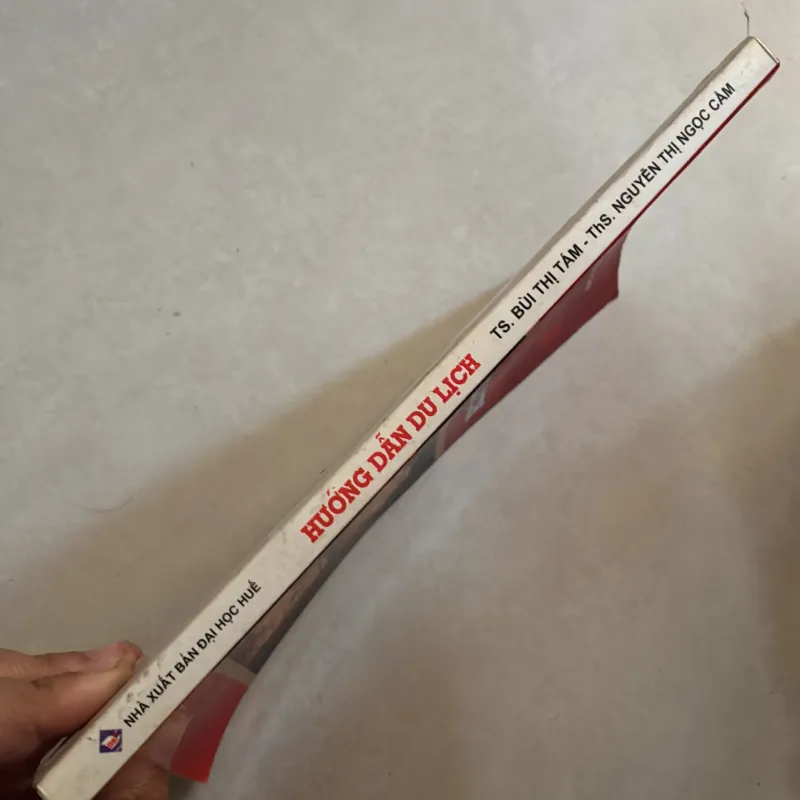 NHÀ XUẤT BẢN ĐẠI HỌC HUẾ
HƯỚNG DẪN DU LỊCH
TS. BÙI THỊ TÁM - ThS. NGUYỄN THỊ NGỌC CẨM